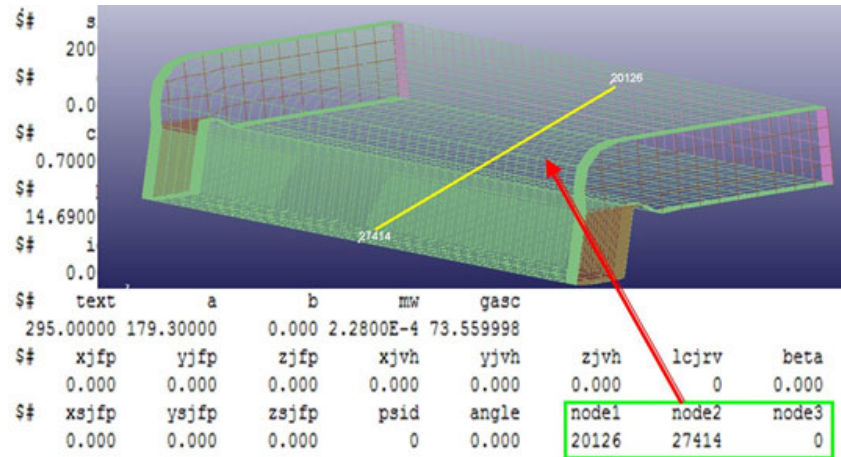 $# s
200
$#
0.0
$# c
0.7000
$#
14.6900
$# i
0.0
20126
27414
$# text a b mw gasc
295.00000 179.30000 0.000 2.2800E-4 73.559998
$# xjfp yjfp zjfp xjvh yjvh zjvh lcjrv beta
0.000 0.000 0.000 0.000 0.000 0.000 0 0.000
$# xsjfp ysjfp zsjfp psid angle node1 node2 node3
0.000 0.000 0.000 0 0.000 20126 27414 0